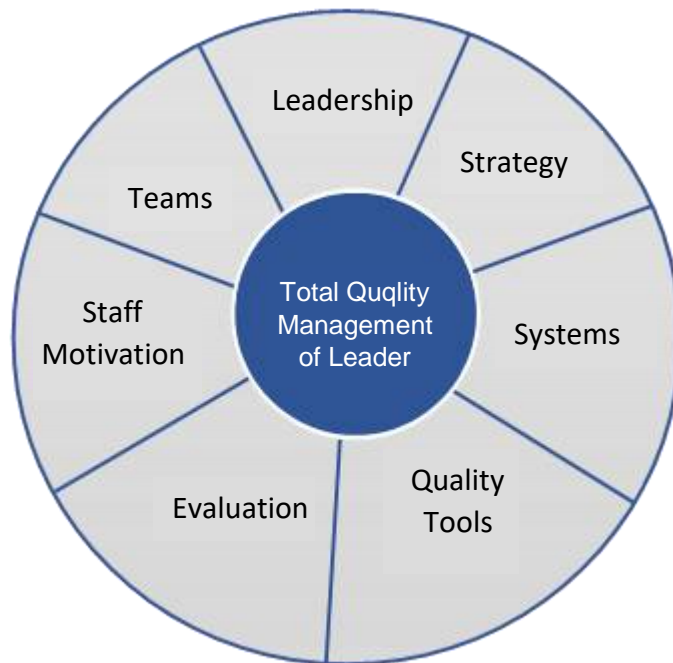 Leadership
Strategy
Teams
Total Quqlity
Management
of Leader
Staff
Motivation
Systems
Quality
Tools
Evaluation